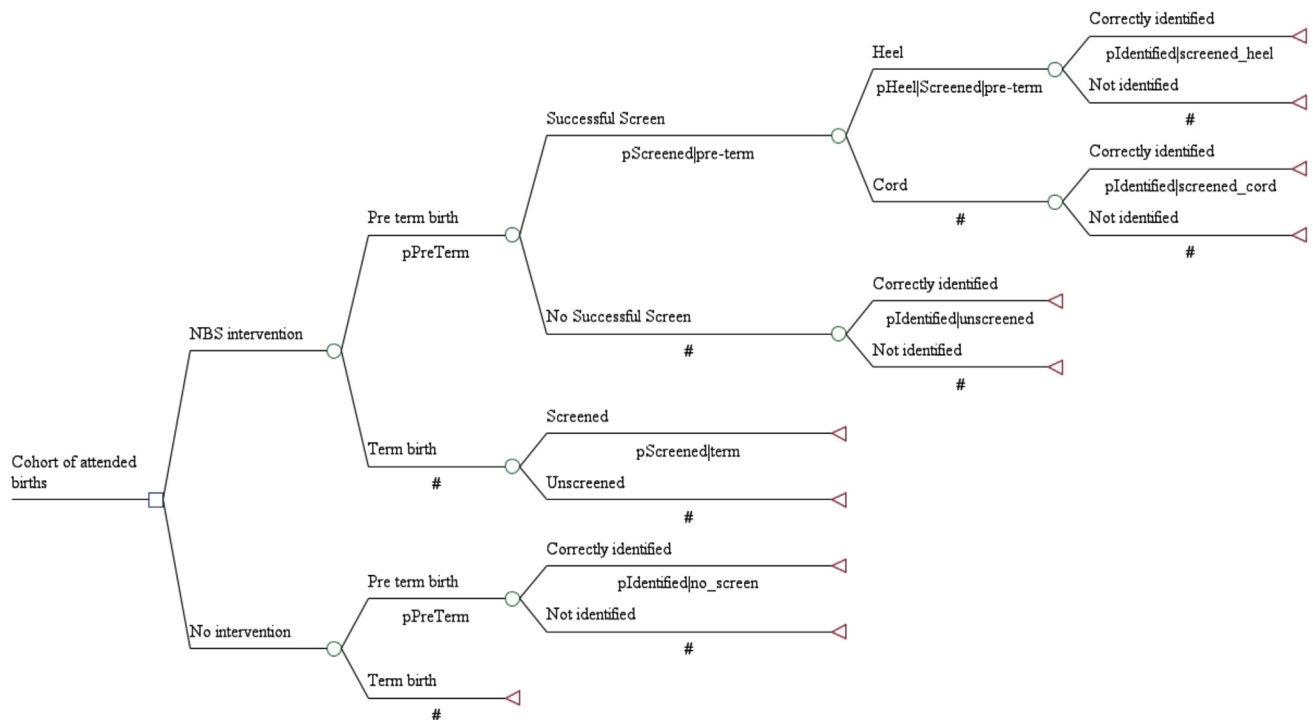 Correctly identified
Heel
pIdentified|screened_heel
pHeel|Screened|pre-term
Not identified
#
Successful Screen
pScreened|pre-term
Correctly identified
Cord
pIdentified|screened_cord
#
Not identified
#
Pre term birth
pPreTerm
Correctly identified
No Successful Screen
pIdentified|unscreened
#
Not identified
#
NBS intervention
Screened
pScreened|term
Term birth
#
Unscreened
#
Cohort of attended
births
Correctly identified
Pre term birth
pIdentified|no_screen
pPreTerm
Not identified
#
No intervention
Term birth
#